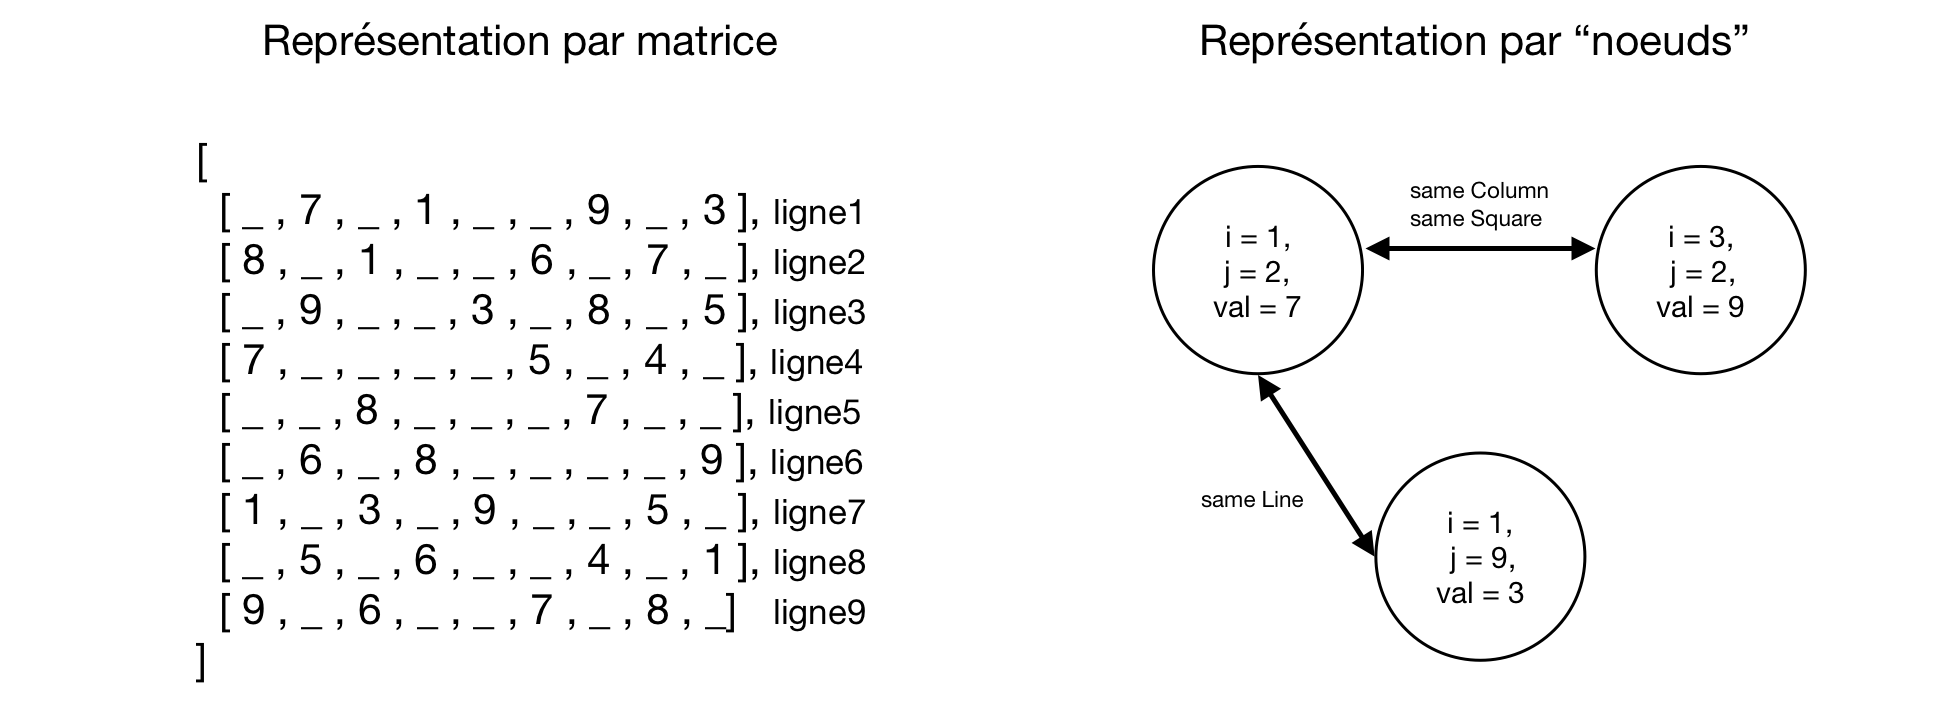 Représentation par matrice
[
[ _ , 7 , _ , 1 , _ , _ , 9 , _ , 3 ], ligne1
[ 8 , _ , 1 , _ , _ , 6 , _ , 7 , _ ], ligne2
[ _ , 9 , _ , _ , 3 , _ , 8 , _ , 5 ], ligne3
[ 7 , _ , _ , _ , _ , 5 , _ , 4 , _ ], ligne4
[ _ , _ , 8 , _ , _ , _ , 7 , _ , _ ], ligne5
[ _ , 6 , _ , 8 , _ , _ , _ , _ , 9 ], ligne6
[ 1 , _ , 3 , _ , 9 , _ , _ , 5 , _ ], ligne7
[ _ , 5 , _ , 6 , _ , _ , 4 , _ , 1 ], ligne8
[ 9 , _ , 6 , _ , _ , 7 , _ , 8 , _] ligne9
]
Représentation par “noeuds”
i = 1,
j = 2,
val = 7
same Column
same Square
i = 3,
j = 2,
val = 9
same Line
i = 1,
j = 9,
val = 3